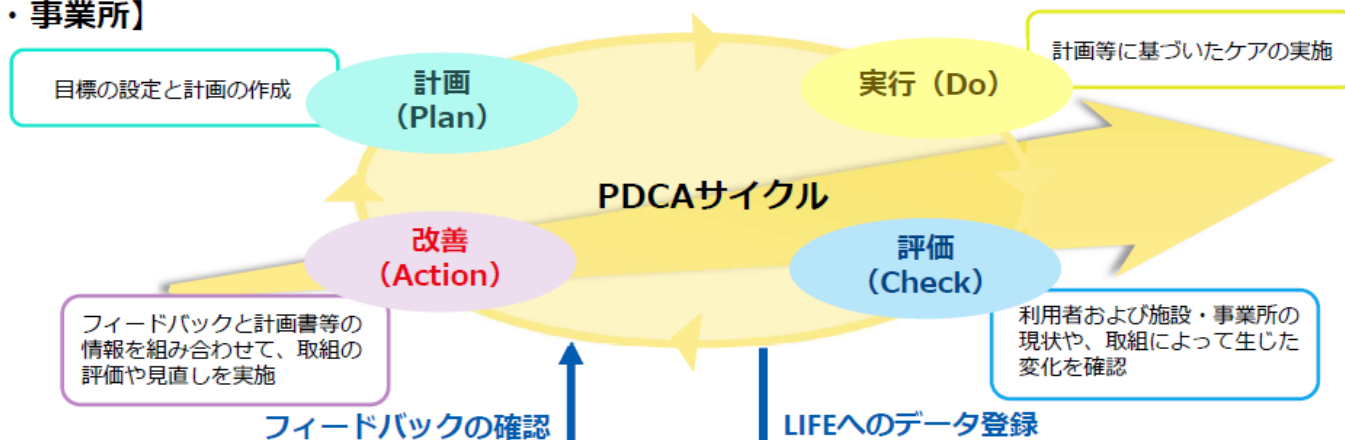 ・事業所】
目標の設定と計画の作成
計画
（Plan）
実行（Do）
計画等に基づいたケアの実施
PDCAサイクル
改善
（Action）
評価
（Check）
フィードバックと計画書等の
情報を組み合わせて、取組の
評価や見直しを実施
利用者および施設・事業所の
現状や、取組によって生じた
変化を確認
フィードバックの確認
LIFEへのデータ登録